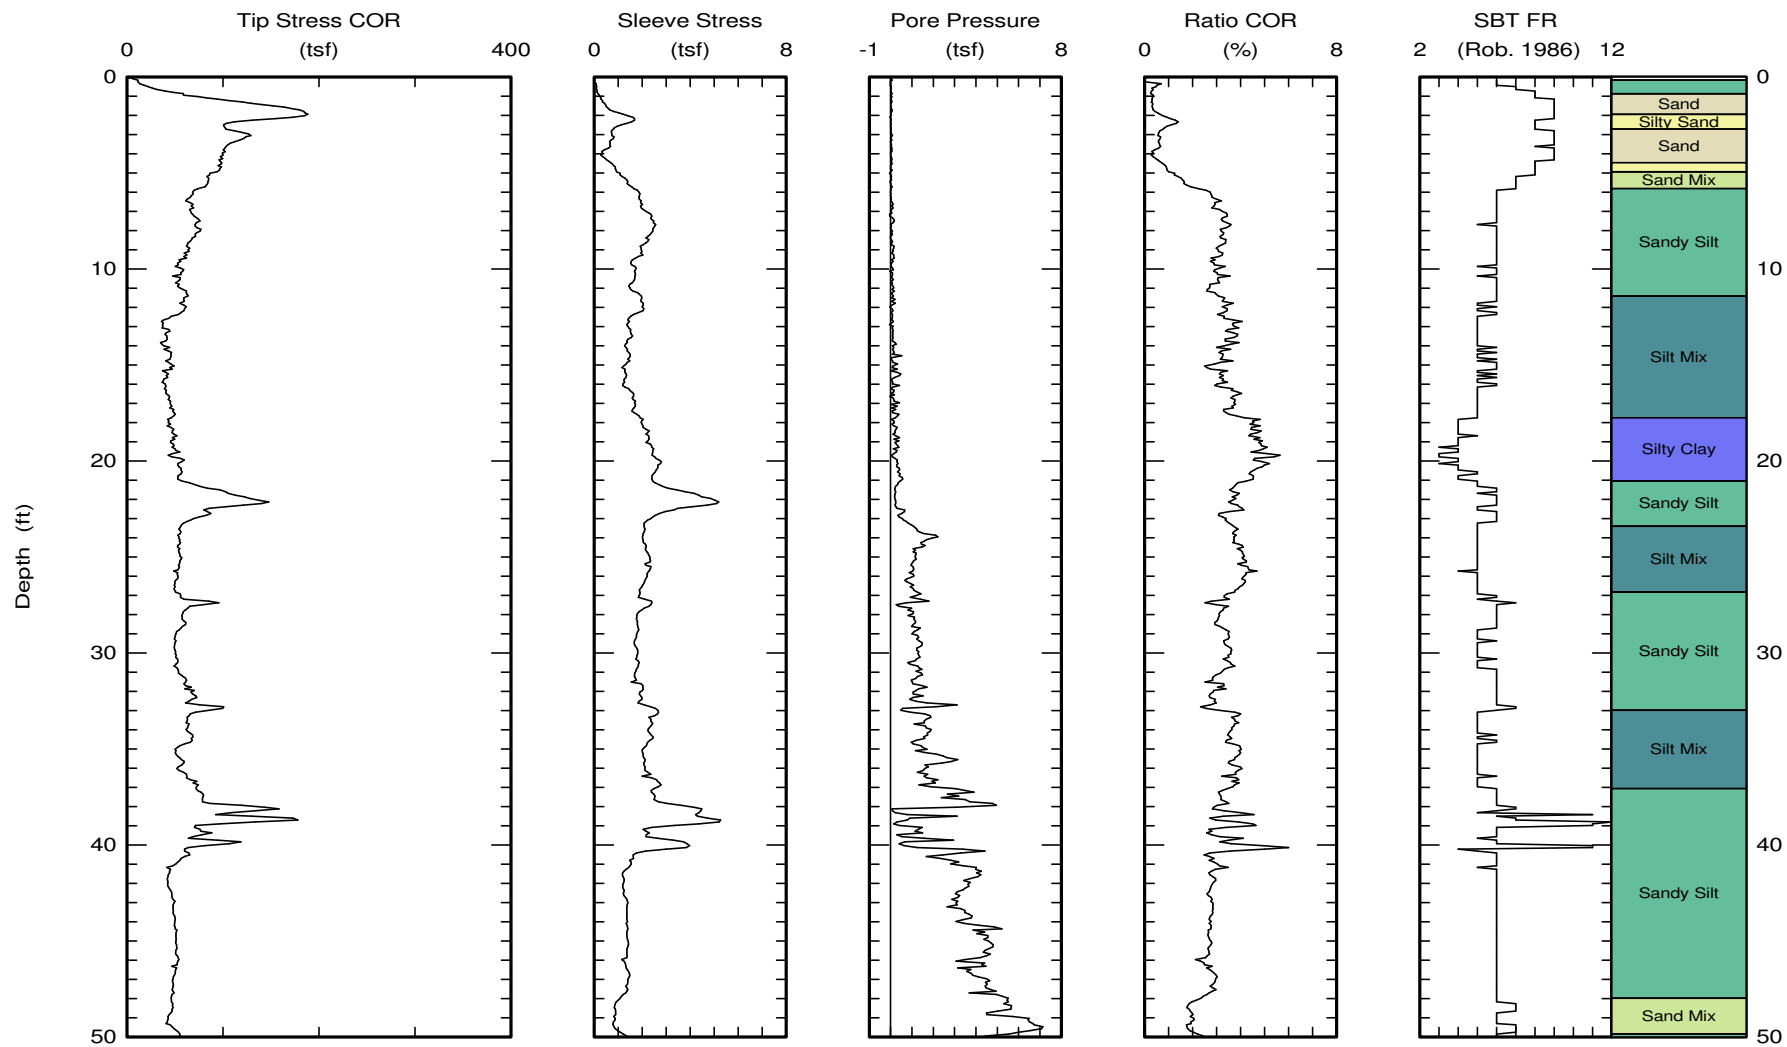 Tip Stress COR Sleeve Stress Pore Pressure Ratio COR SBT FR
0 (tsf) 400 0 (tsf) 8 -1 (tsf) 8 0 (%) 8 2 (Rob. 1986) 12
0 0
Sand
Silty Sand
Sand
Sand Mix
Sandy Silt
10 10
Silt Mix
Silty Clay
20 20
Sandy Silt
Silt Mix
Depth (ft)
Sandy Silt
30 30
Silt Mix
40 40
Sandy Silt
Sand Mix
50 50